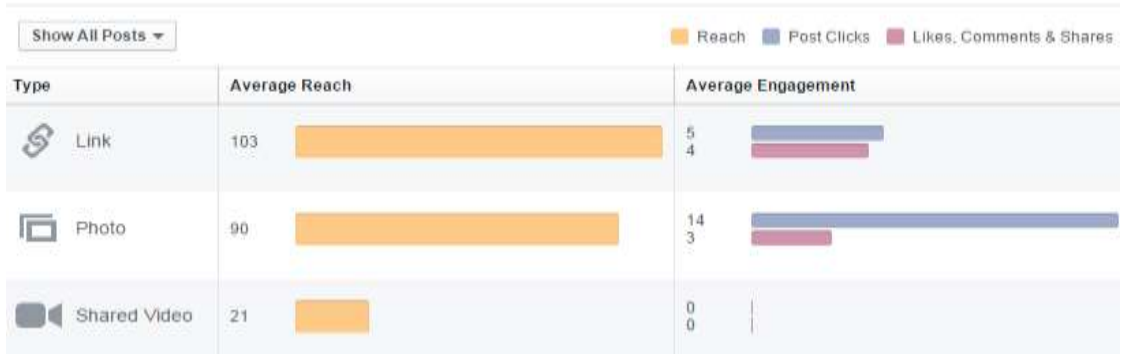 Show All Posts
Reach Post Clicks Likes, Comments & Shares
Type Average Reach Average Engagement
Link 103 5
4
Photo 90 14
3
Shared Video 21 0
0